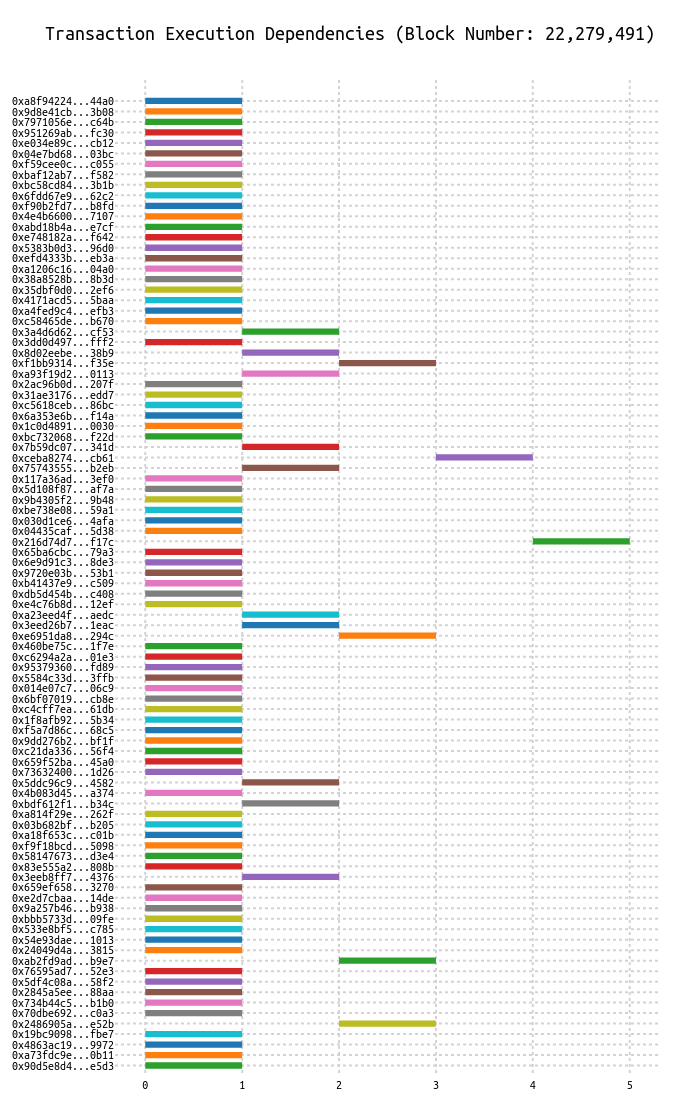 Transaction Execution Dependencies (Block Number: 22,279,491)
0xa8f94224...44a0
0x9d8e41cb...3b08
0x7971056e...c64b
0x951269ab...fc30
0xe034e89c...cb12
0x04e7bd68...03bc
0xf59cee0c...c055
0xbaf12ab7...f582
0xbc58cd84...3b1b
0x6fdd67e9...62c2
0xf90b2fd7...b8fd
0x4e4b6600...7107
0xabd18b4a...e7cf
0xe748182a...f642
0x5383b0d3...96d0
0xefd4333b...eb3a
0xa1206c16...04a0
0x38a8528b...8b3d
0x35dbf0d0...2ef6
0x4171acd5...5baa
0xa4fed9c4...efb3
0xc58465de...b670
0x3a4d6d62...cf53
0x3dd0d497...fff2
0x8d02eebe...38b9
0xf1bb9314...f35e
0xa93f19d2...0113
0x2ac96b0d...207f
0x31ae3176...edd7
0xc5618ceb...86bc
0x6a353e6b...f14a
0x1c0d4891...0030
0xbc732068...f22d
0x7b59dc07...341d
0xceba8274...cb61
0x75743555...b2eb
0x117a36ad...3ef0
0x5d108f87...af7a
0x9b4305f2...9b48
0xbe738e08...59a1
0x030d1ce6...4afa
0x04435caf...5d38
0x216d74d7...f17c
0x65ba6cbc...79a3
0x6e9d91c3...8de3
0x9720e03b...53b1
0xb41437e9...c509
0xdb5d454b...c408
0xe4c76b8d...12ef
0xa23eed4f...aedc
0x3eed26b7...1eac
0xe6951da8...294c
0x460be75c...1f7e
0xc6294a2a...01e3
0x95379360...fd89
0x5584c33d...3ffb
0x014e07c7...06c9
0x6bf07019...cb8e
0xc4cff7ea...61db
0x1f8afb92...5b34
0xf5a7d86c...68c5
0x9dd276b2...bf1f
0xc21da336...56f4
0x659f52ba...45a0
0x73632400...1d26
0x5ddc96c9...4582
0x4b083d45...a374
0xbdf612f1...b34c
0xa814f29e...262f
0x03b682bf...b205
0xa18f653c...c01b
0xf9f18bcd...5098
0x58147673...d3e4
0x83e555a2...808b
0x3eeb8ff7...4376
0x659ef658...3270
0xe2d7cbaa...14de
0x9a257b46...b938
0xbbb5733d...09fe
0x533e8bf5...c785
0x54e93dae...1013
0x24049d4a...3815
0xab2fd9ad...b9e7
0x76595ad7...52e3
0x5df4c08a...58f2
0x2845a5ee...88aa
0x734b44c5...b1b0
0x70dbe692...c0a3
0x2486905a...e52b
0x19bc9098...fbe7
0x4863ac19...9972
0xa73fdc9e...0b11
0x90d5e8d4...e5d3
0 1 2 3 4 5